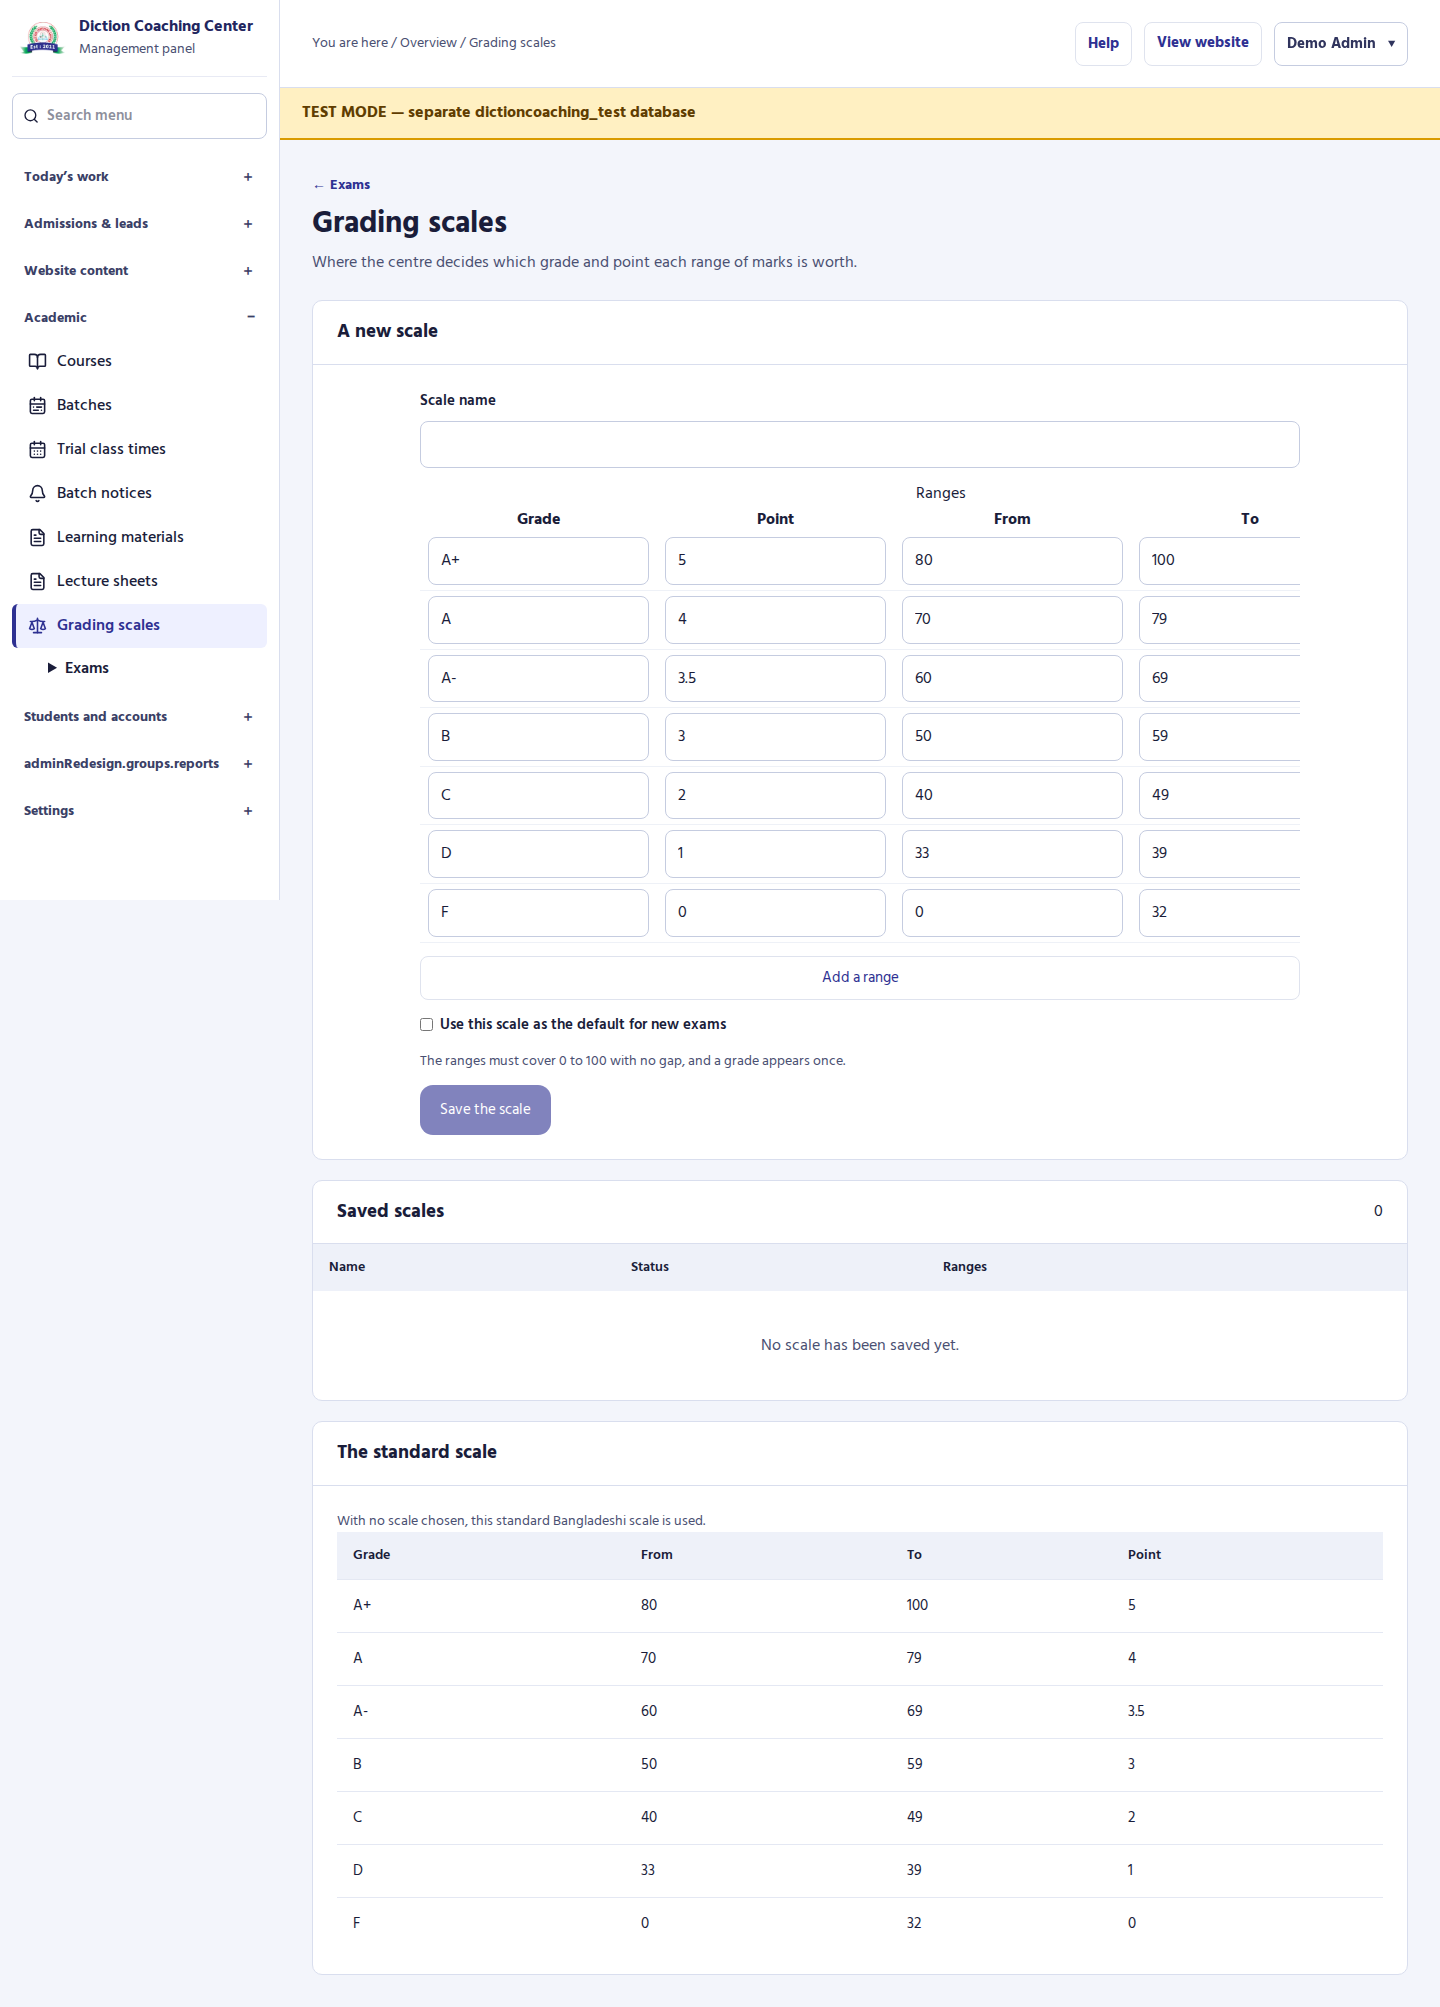 Diction Coaching Center
Management panel
Est : 2011
Search menu
Today's work +
Admissions & leads +
Website content +
Academic −
Courses
Batches
Trial class times
Batch notices
Learning materials
Lecture sheets
Grading scales
▶ Exams
Students and accounts +
adminRedesign.groups.reports +
Settings +
You are here / Overview / Grading scales
Help
View website
Demo Admin ▼
TEST MODE — separate dictioncoaching_test database
← Exams
Grading scales
Where the centre decides which grade and point each range of marks is worth.
A new scale
Scale name
Ranges
Grade Point From To
A+ 5 80 100
A 4 70 79
A- 3.5 60 69
B 3 50 59
C 2 40 49
D 1 33 39
F 0 0 32
Add a range
Use this scale as the default for new exams
The ranges must cover 0 to 100 with no gap, and a grade appears once.
Save the scale
Saved scales 0
Name Status Ranges
No scale has been saved yet.
The standard scale
With no scale chosen, this standard Bangladeshi scale is used.
Grade From To Point
A+ 80 100 5
A 70 79 4
A- 60 69 3.5
B 50 59 3
C 40 49 2
D 33 39 1
F 0 32 0